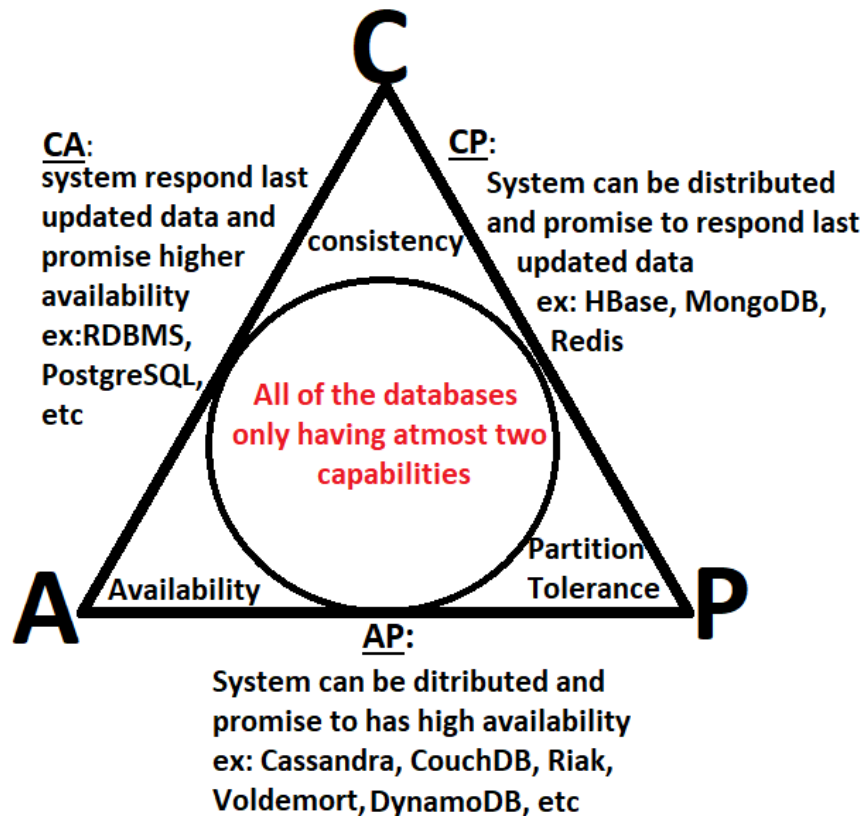 C
CA:
system respond last
updated data and
promise higher
availability
ex:RDBMS,
PostgreSQL,
etc
CP:
System can be distributed
and promise to respond last
updated data
ex: HBase, MongoDB,
Redis
consistency
All of the databases
only having atmost two
capabilities
Availability
Partition
Tolerance
A
P
AP:
System can be ditributed and
promise to has high availability
ex: Cassandra, CouchDB, Riak,
Voldemort, DynamoDB, etc